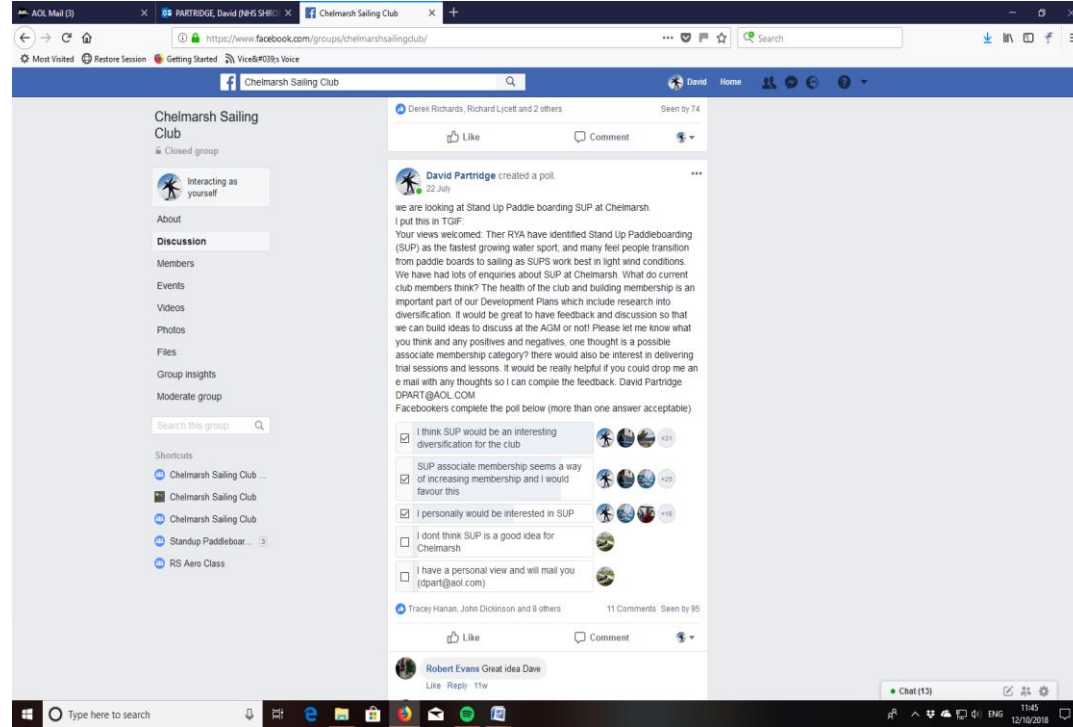 AOL Mail (3)
PARTRIDGE, David (NHS SHRO
Chelmarsh Sailing Club
https://www.facebook.com/groups/chelmarshsailingclub/
Search
Most Visited
Restore Session
Getting Started
Vice&#039;s Voice
Chelmarsh Sailing Club
David
Home
Chelmarsh Sailing
Club
Closed group
Interacting as
yourself
About
Discussion
Members
Events
Videos
Photos
Files
Group insights
Moderate group
Search this group
Shortcuts
Chelmarsh Sailing Club ...
Chelmarsh Sailing Club
Chelmarsh Sailing Club
Standup Paddleboar... 3
RS Aero Class
Derek Richards, Richard Lycett and 2 others
Seen by 74
Like
Comment
David Partridge created a poll.
22 July
we are looking at Stand Up Paddle boarding SUP at Chelmarsh.
I put this in TGIF:
Your views welcomed: Ther RYA have identified Stand Up Paddleboarding
(SUP) as the fastest growing water sport, and many feel people transition
from paddle boards to sailing as SUPS work best in light wind conditions.
We have had lots of enquiries about SUP at Chelmarsh. What do current
club members think? The health of the club and building membership is an
important part of our Development Plans which include research into
diversification. It would be great to have feedback and discussion so that
we can build ideas to discuss at the AGM or not! Please let me know what
you think and any positives and negatives, one thought is a possible
associate membership category? there would also be interest in delivering
trial sessions and lessons. It would be really helpful if you could drop me an
e mail with any thoughts so I can compile the feedback. David Partridge
DPART@AOL.COM
Facebookers complete the poll below (more than one answer acceptable)
I think SUP would be an interesting
diversification for the club
+31
SUP associate membership seems a way
of increasing membership and I would
favour this
+25
I personally would be interested in SUP
+16
I dont think SUP is a good idea for
Chelmarsh
I have a personal view and will mail you
(dpart@aol.com)
Tracey Hanan, John Dickinson and 8 others
11 Comments Seen by 95
Like
Comment
Robert Evans Great idea Dave
Like Reply 11w
Chat (13)
Type here to search
ENG
11:45
12/10/2018